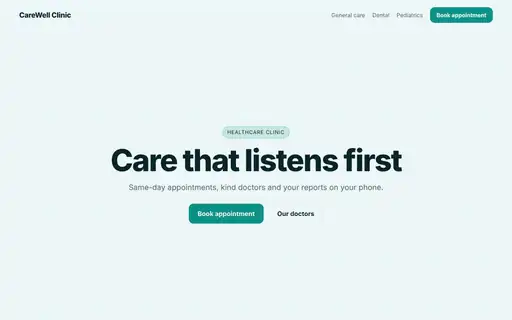 CareWell Clinic
General care
Dental
Pediatrics
Book appointment
HEALTHCARE CLINIC
Care that listens first
Same-day appointments, kind doctors and your reports on your phone.
Book appointment
Our doctors